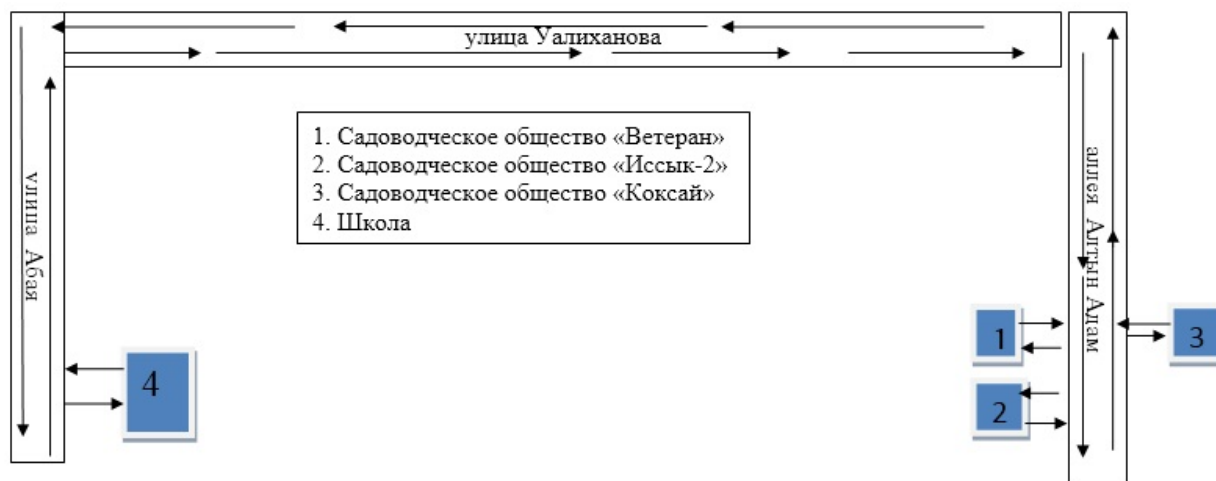 улица Уалиханова
1. Садоводческое общество «Ветеран»
2. Садоводческое общество «Иссык-2»
3. Садоводческое общество «Коксай»
4. Школа
улица Абая
аллея Алтын Адам
1
3
4
2